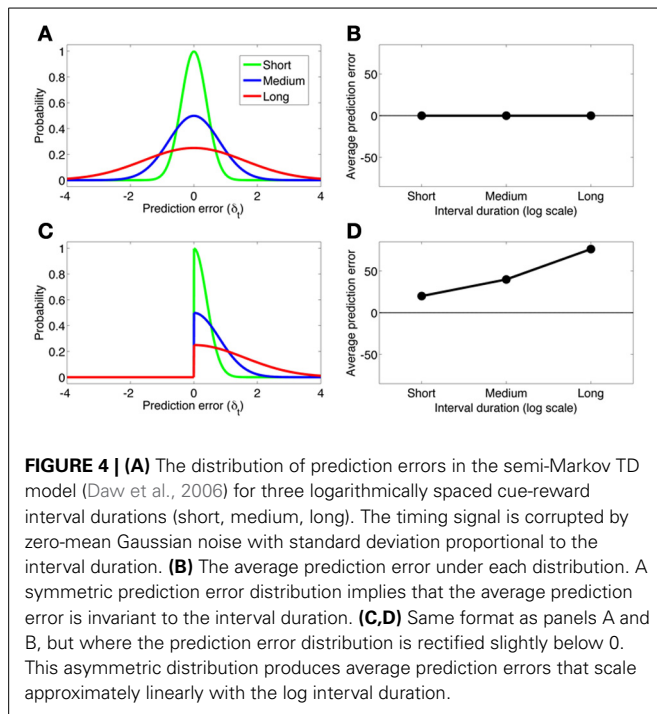 A
B
1
0.8
0.6
0.4
0.2
0
Probability
Short
Medium
Long
-4
-2
0
2
4
Prediction error (δt)
50
0
-50
Average prediction error
Short
Medium
Long
Interval duration (log scale)
C
D
1
0.8
0.6
0.4
0.2
0
Probability
-4
-2
0
2
4
Prediction error (δt)
50
0
-50
Average prediction error
Short
Medium
Long
Interval duration (log scale)
FIGURE 4 | (A) The distribution of prediction errors in the semi-Markov TD
model (Daw et al., 2006) for three logarithmically spaced cue-reward
interval durations (short, medium, long). The timing signal is corrupted by
zero-mean Gaussian noise with standard deviation proportional to the
interval duration. (B) The average prediction error under each distribution. A
symmetric prediction error distribution implies that the average prediction
error is invariant to the interval duration. (C,D) Same format as panels A and
B, but where the prediction error distribution is rectified slightly below 0.
This asymmetric distribution produces average prediction errors that scale
approximately linearly with the log interval duration.